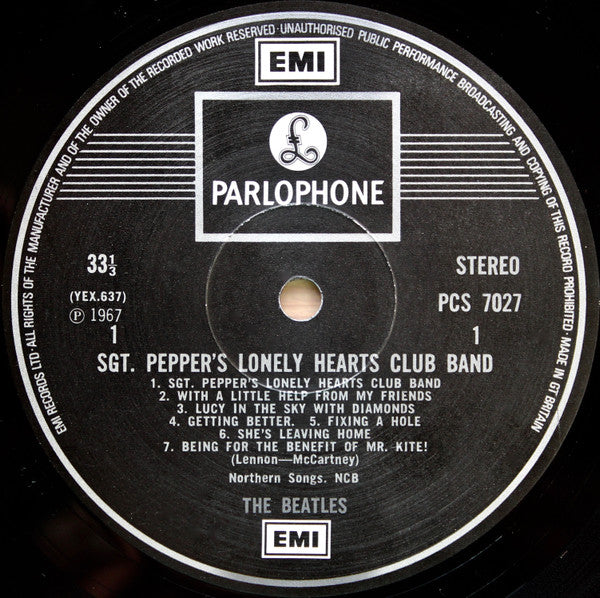 EMI RECORDS LTD·ALL RIGHTS OF THE MANUFACTURER AND OF THE OWNER OF THE RECORDED WORK RESERVED·UNAUTHORISED PUBLIC PERFORMANCE BROADCASTING AND COPYING OF THIS RECORD PROHIBITED·MADE IN GT BRITAIN
EMI
£
PARLOPHONE
33⅓ STEREO
(YEX.637) PCS 7027
℗ 1967
1 1
SGT. PEPPER'S LONELY HEARTS CLUB BAND
1. SGT. PEPPER'S LONELY HEARTS CLUB BAND
2. WITH A LITTLE HELP FROM MY FRIENDS
3. LUCY IN THE SKY WITH DIAMONDS
4. GETTING BETTER. 5. FIXING A HOLE
6. SHE'S LEAVING HOME
7. BEING FOR THE BENEFIT OF MR. KITE!
(Lennon—McCartney)
Northern Songs. NCB
THE BEATLES
EMI